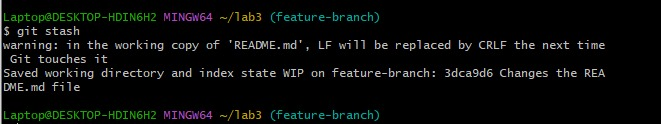 Laptop@DESKTOP-HDIN6H2 MINGW64 ~/lab3 (feature-branch)
$ git stash
warning: in the working copy of 'README.md', LF will be replaced by CRLF the next time
 Git touches it
Saved working directory and index state WIP on feature-branch: 3dca9d6 Changes the REA
DME.md file
Laptop@DESKTOP-HDIN6H2 MINGW64 ~/lab3 (feature-branch)